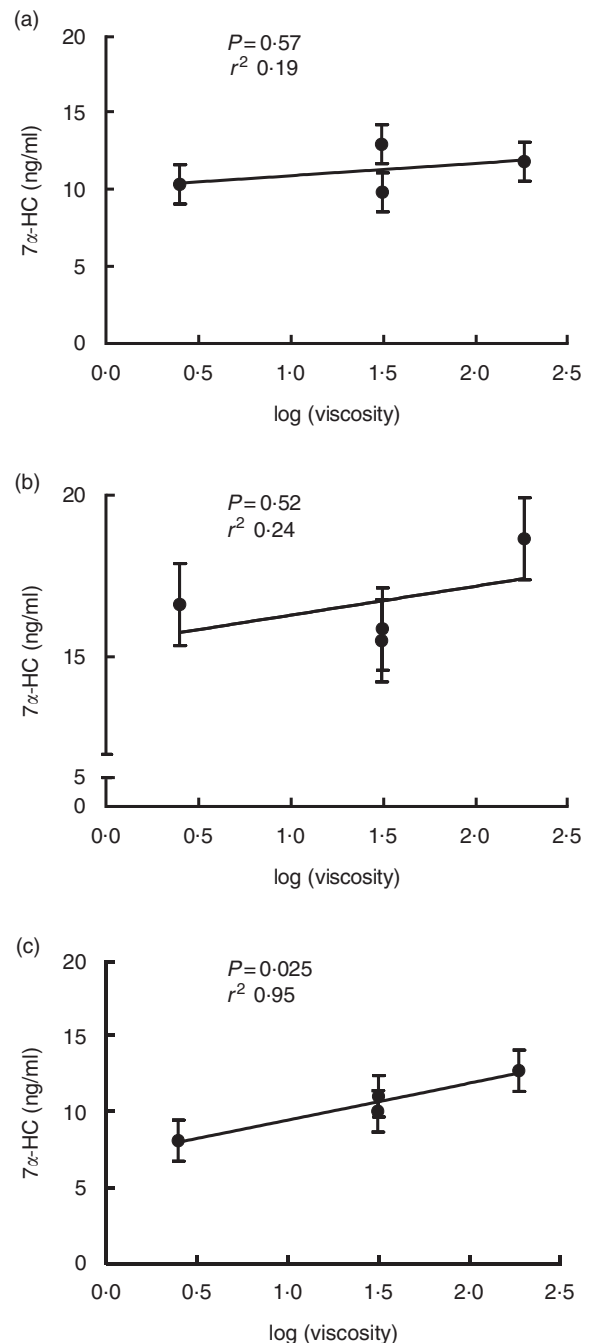 (a)
20
15
10
5
0
7α-HC (ng/ml)
P=0·57
r² 0·19
0·0 0·5 1·0 1·5 2·0 2·5
log (viscosity)
(b)
20
15
5
0
7α-HC (ng/ml)
P=0·52
r² 0·24
0·0 0·5 1·0 1·5 2·0 2·5
log (viscosity)
(c)
20
15
10
5
0
7α-HC (ng/ml)
P=0·025
r² 0·95
0·0 0·5 1·0 1·5 2·0 2·5
log (viscosity)